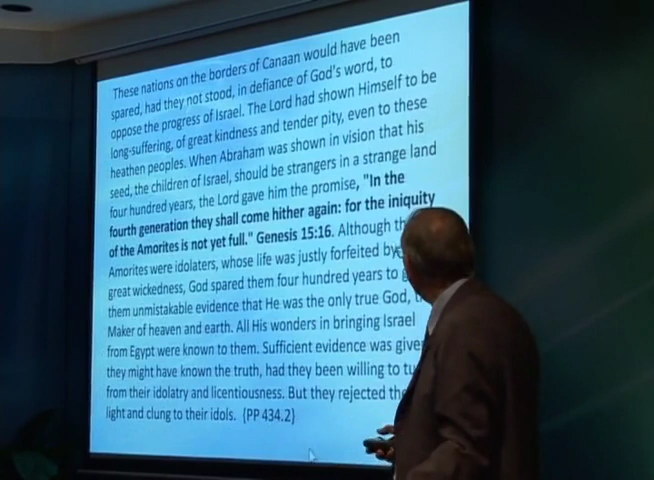 These nations on the borders of Canaan would have been
spared, had they not stood, in defiance of God's word, to
oppose the progress of Israel. The Lord had shown Himself to be
long-suffering, of great kindness and tender pity, even to these
heathen peoples. When Abraham was shown in vision that his
seed, the children of Israel, should be strangers in a strange land
four hundred years, the Lord gave him the promise, "In the
fourth generation they shall come hither again: for the iniquity
of the Amorites is not yet full." Genesis 15:16. Although
Amorites were idolaters, whose life was justly forfeited by
great wickedness, God spared them four hundred years to
them unmistakable evidence that He was the only true God,
Maker of heaven and earth. All His wonders in bringing Israel
from Egypt were known to them. Sufficient evidence was
they might have known the truth, had they been willing to
from their idolatry and licentiousness. But they rejected
light and clung to their idols. {PP 434.2}